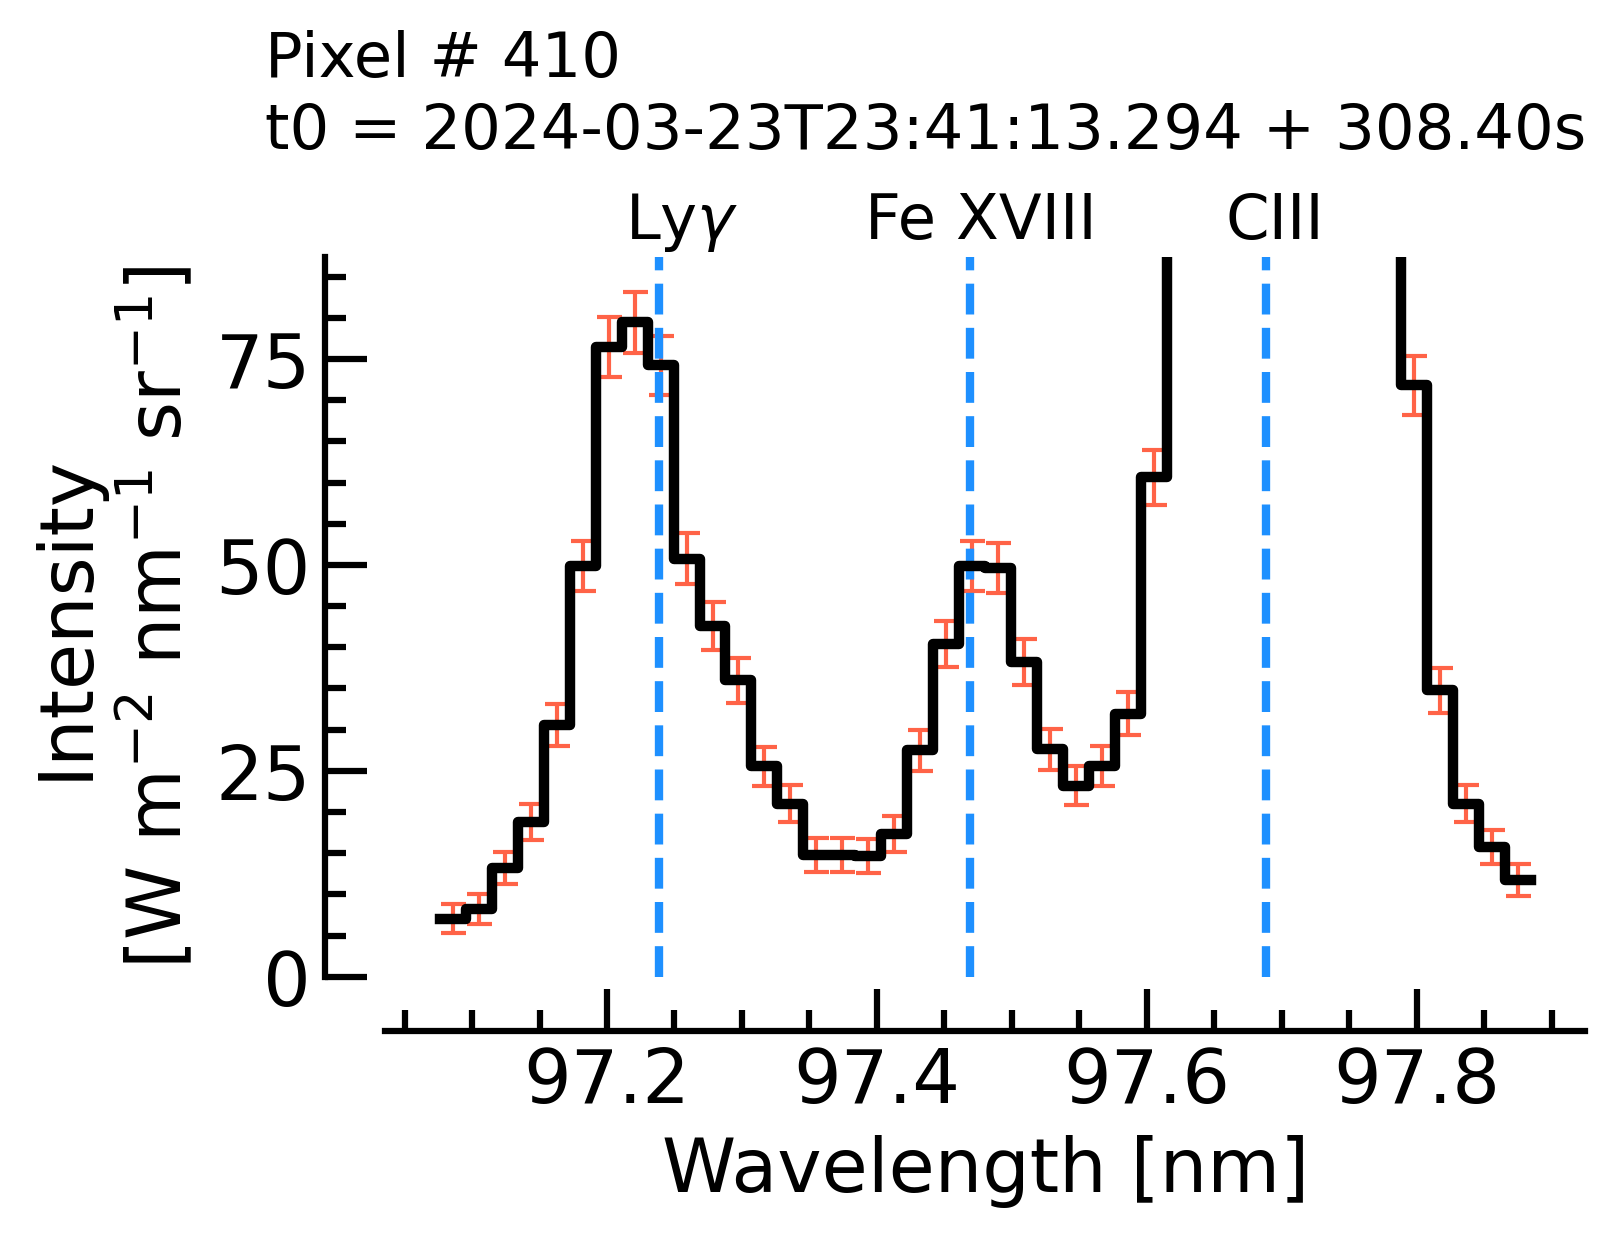 Pixel # 410
t0 = 2024-03-23T23:41:13.294 + 308.40s
Lyγ Fe XVIII CIII
Intensity
[W m⁻² nm⁻¹ sr⁻¹]
75
50
25
0
97.2 97.4 97.6 97.8
Wavelength [nm]